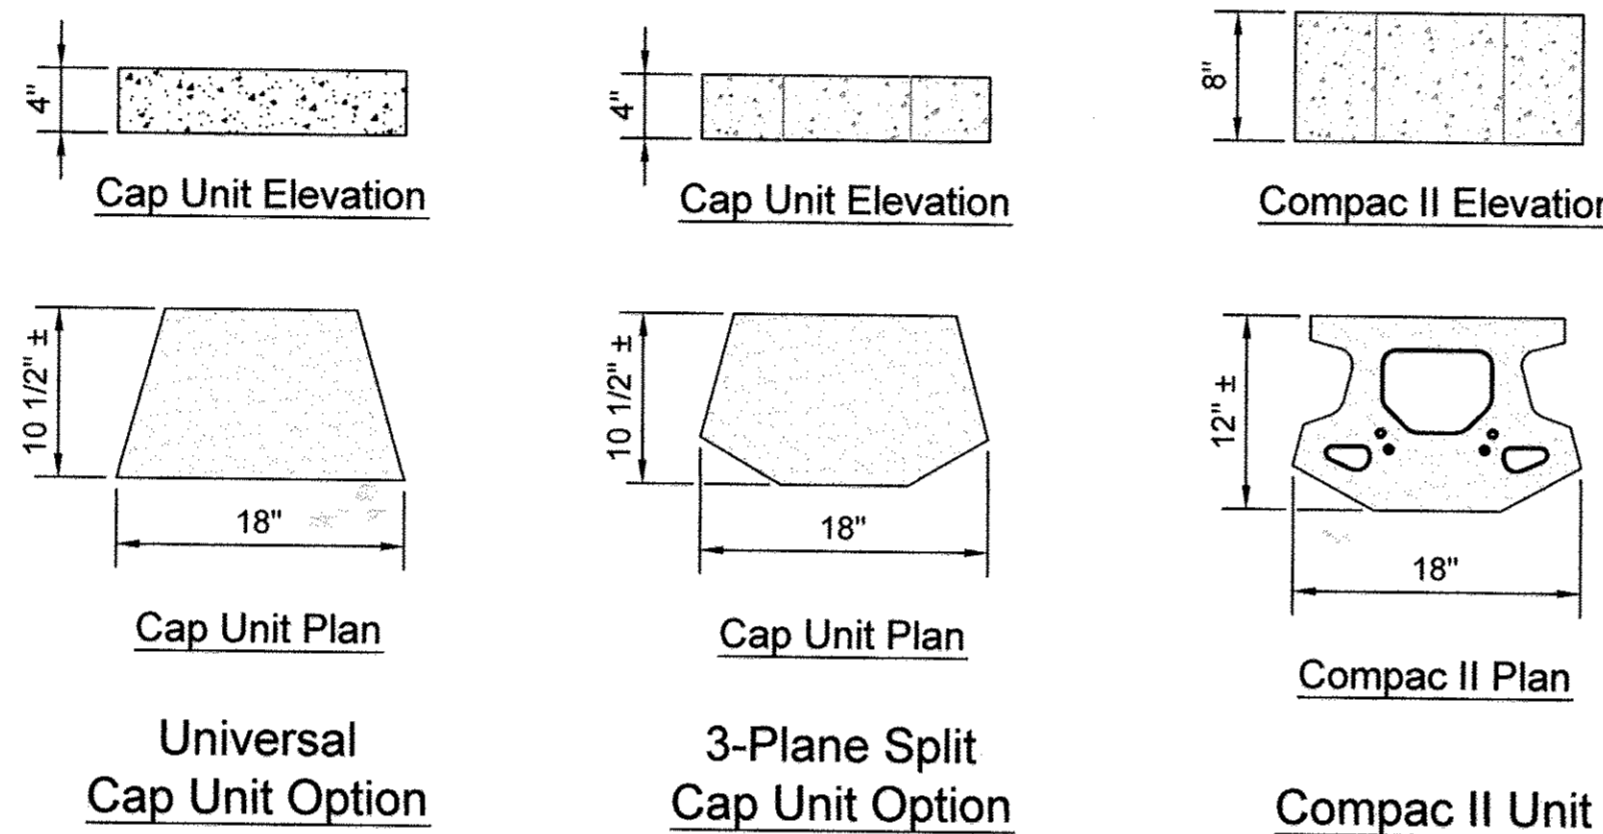 4"
Cap Unit Elevation
10 1/2" ±
18"
Cap Unit Plan
Universal
Cap Unit Option
4"
Cap Unit Elevation
10 1/2" ±
18"
Cap Unit Plan
3-Plane Split
Cap Unit Option
8"
Compac II Elevation
12" ±
18"
Compac II Plan
Compac II Unit